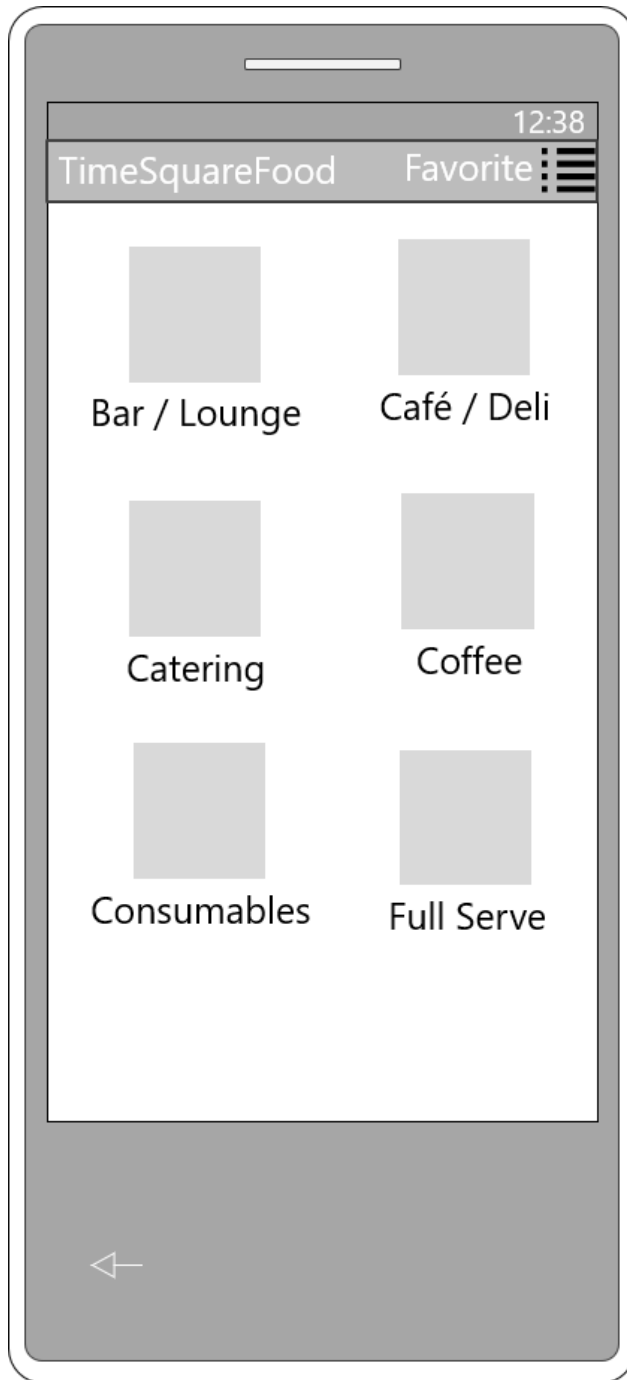 12:38
TimeSquareFood Favorite
Bar / Lounge Café / Deli
Catering Coffee
Consumables Full Serve